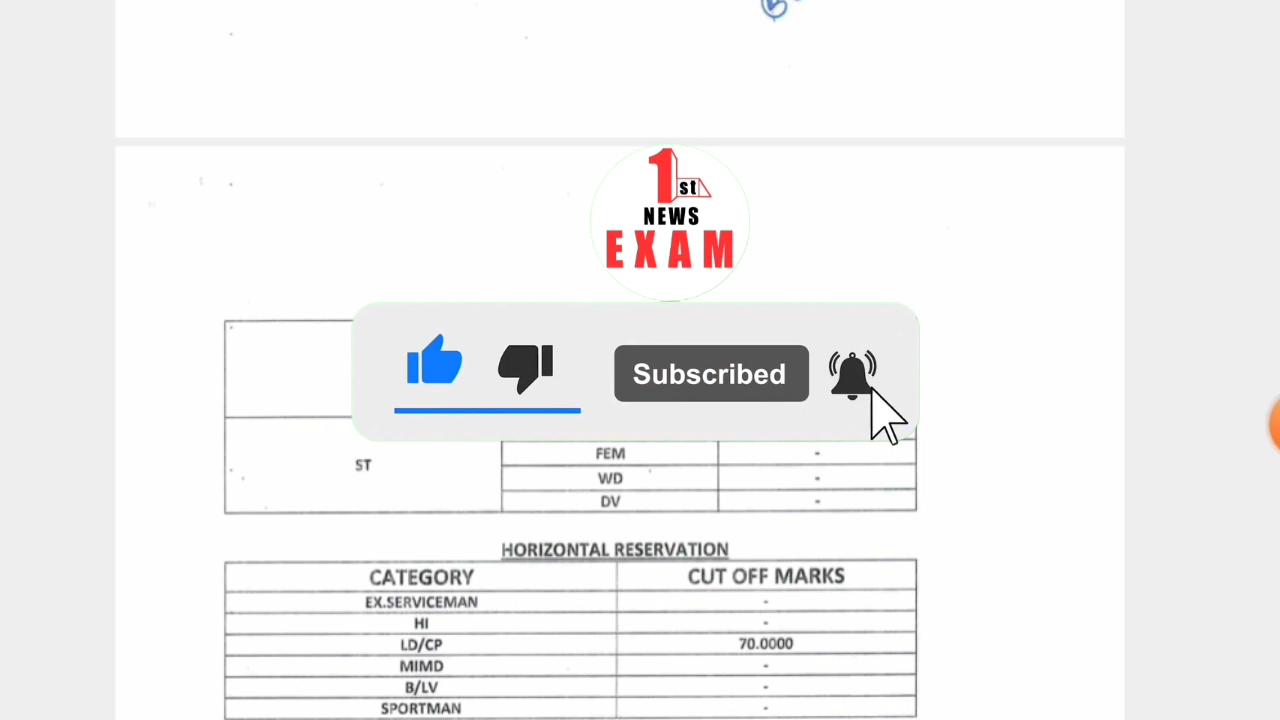 1st
NEWS
EXAM
Subscribed
ST
FEM -
WD -
DV -
HORIZONTAL RESERVATION
CATEGORY CUT OFF MARKS
EX.SERVICEMAN -
HI -
LD/CP 70.0000
MIMD -
B/LV -
SPORTMAN -